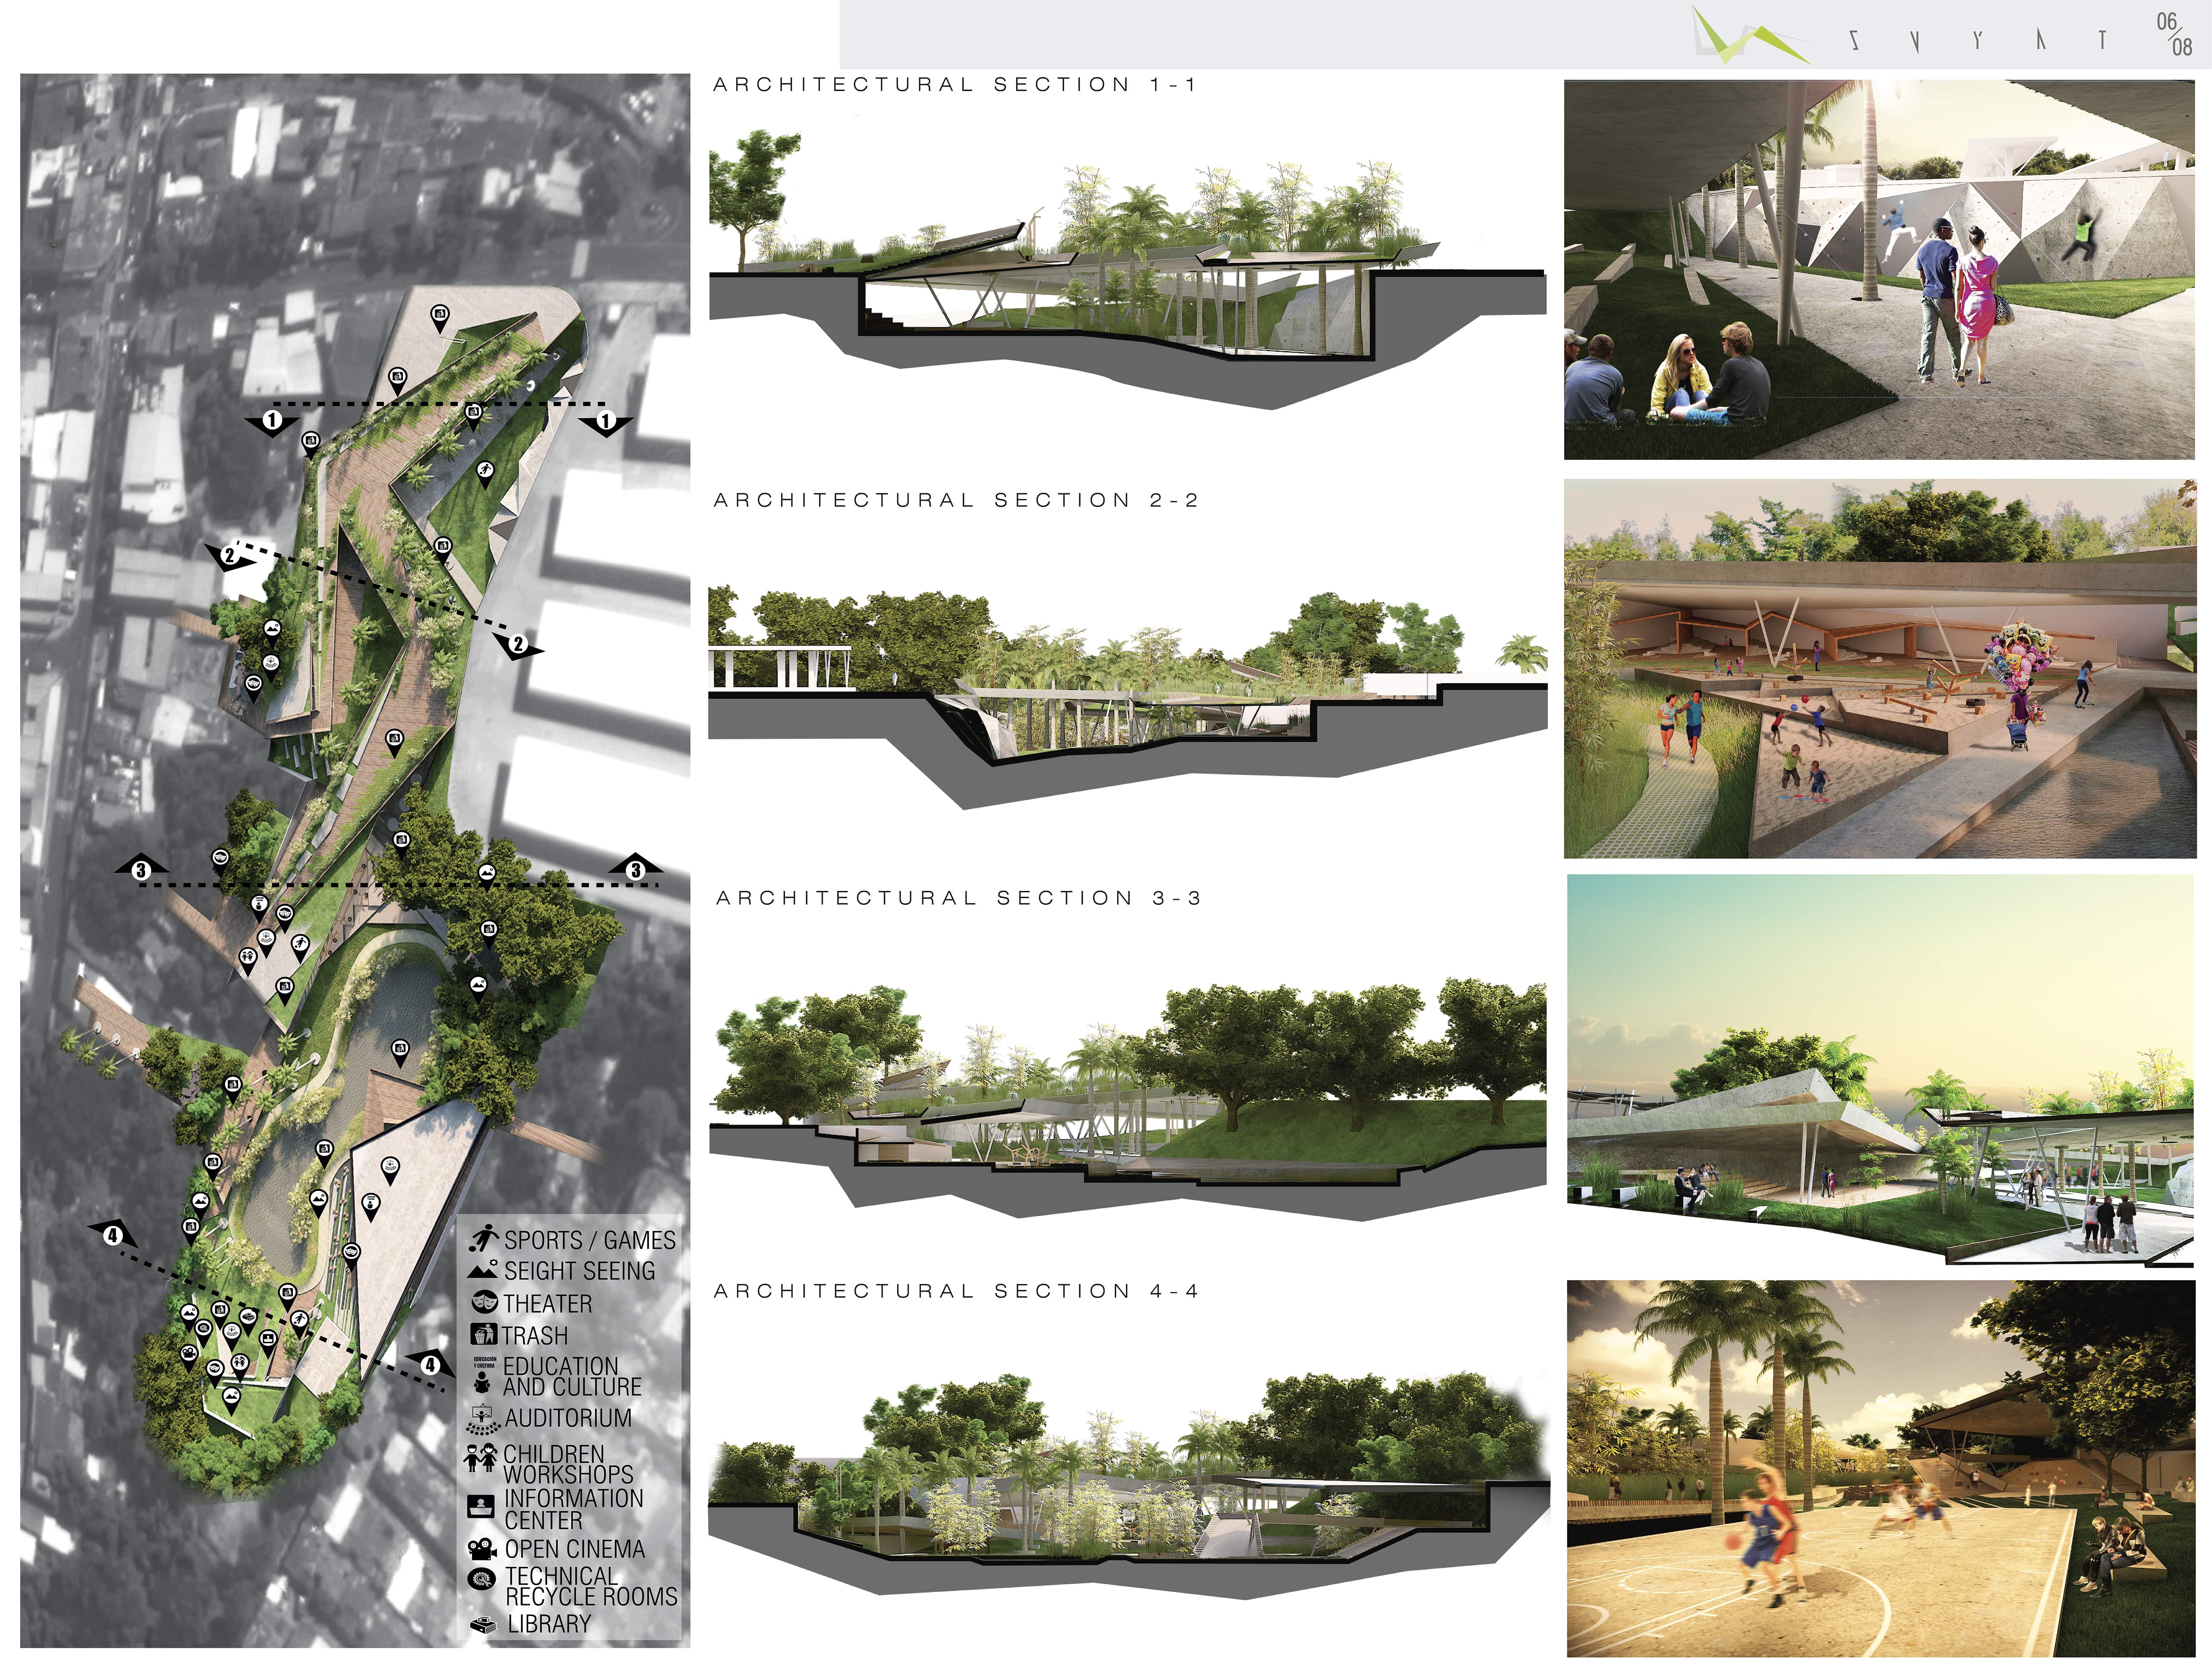 06/08
ARCHITECTURAL SECTION 1-1
ARCHITECTURAL SECTION 2-2
ARCHITECTURAL SECTION 3-3
ARCHITECTURAL SECTION 4-4
1
1
2
2
3
3
4
4
SPORTS / GAMES
SEIGHT SEEING
THEATER
TRASH
EDUCACIÓN
Y CULTURA
EDUCATION
AND CULTURE
AUDITORIUM
CHILDREN
WORKSHOPS
INFORMATION
CENTER
OPEN CINEMA
TECHNICAL
RECYCLE ROOMS
LIBRARY